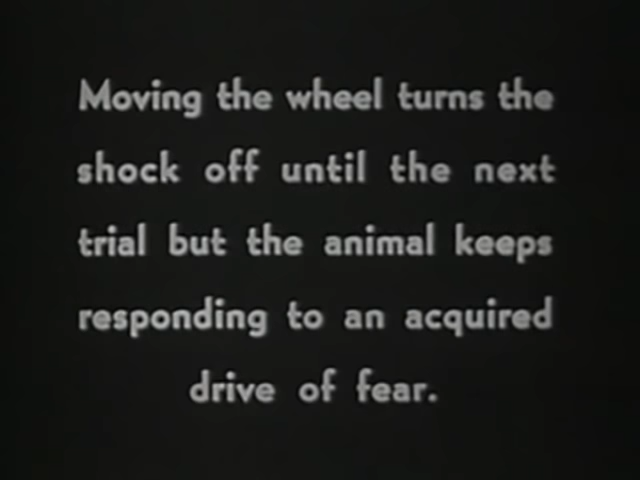 Moving the wheel turns the
shock off until the next
trial but the animal keeps
responding to an acquired
drive of fear.